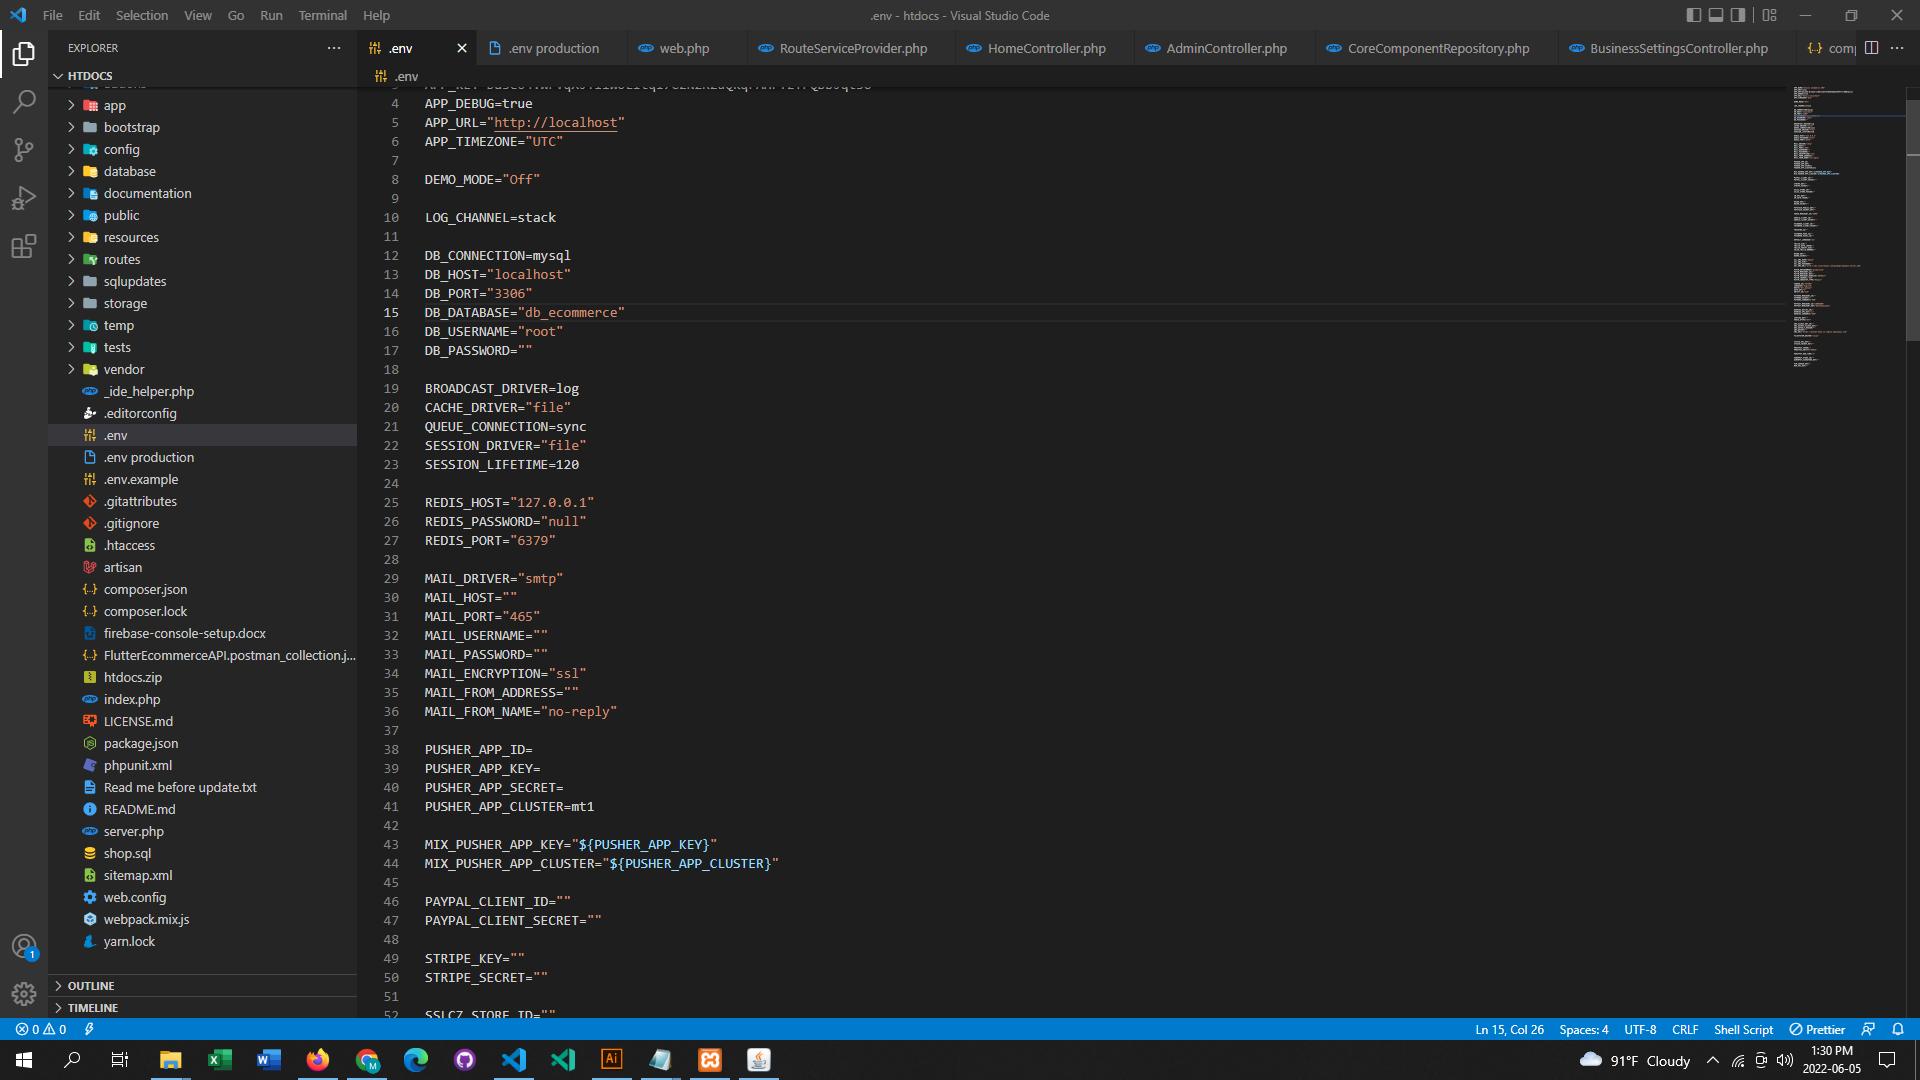 File Edit Selection View Go Run Terminal Help
.env - htdocs - Visual Studio Code
EXPLORER
HTDOCS
app
bootstrap
config
database
documentation
public
resources
routes
sqlupdates
storage
temp
tests
vendor
_ide_helper.php
.editorconfig
.env
.env production
.env.example
.gitattributes
.gitignore
.htaccess
artisan
composer.json
composer.lock
firebase-console-setup.docx
FlutterEcommerceAPI.postman_collection.j...
htdocs.zip
index.php
LICENSE.md
package.json
phpunit.xml
Read me before update.txt
README.md
server.php
shop.sql
sitemap.xml
web.config
webpack.mix.js
yarn.lock
OUTLINE
TIMELINE
.env .env production web.php RouteServiceProvider.php HomeController.php AdminController.php CoreComponentRepository.php BusinessSettingsController.php
.env
4 APP_DEBUG=true
5 APP_URL="http://localhost"
6 APP_TIMEZONE="UTC"
7
8 DEMO_MODE="Off"
9
10 LOG_CHANNEL=stack
11
12 DB_CONNECTION=mysql
13 DB_HOST="localhost"
14 DB_PORT="3306"
15 DB_DATABASE="db_ecommerce"
16 DB_USERNAME="root"
17 DB_PASSWORD=""
18
19 BROADCAST_DRIVER=log
20 CACHE_DRIVER="file"
21 QUEUE_CONNECTION=sync
22 SESSION_DRIVER="file"
23 SESSION_LIFETIME=120
24
25 REDIS_HOST="127.0.0.1"
26 REDIS_PASSWORD="null"
27 REDIS_PORT="6379"
28
29 MAIL_DRIVER="smtp"
30 MAIL_HOST=""
31 MAIL_PORT="465"
32 MAIL_USERNAME=""
33 MAIL_PASSWORD=""
34 MAIL_ENCRYPTION="ssl"
35 MAIL_FROM_ADDRESS=""
36 MAIL_FROM_NAME="no-reply"
37
38 PUSHER_APP_ID=
39 PUSHER_APP_KEY=
40 PUSHER_APP_SECRET=
41 PUSHER_APP_CLUSTER=mt1
42
43 MIX_PUSHER_APP_KEY="${PUSHER_APP_KEY}"
44 MIX_PUSHER_APP_CLUSTER="${PUSHER_APP_CLUSTER}"
45
46 PAYPAL_CLIENT_ID=""
47 PAYPAL_CLIENT_SECRET=""
48
49 STRIPE_KEY=""
50 STRIPE_SECRET=""
51
52 SSLCZ_STORE_ID=""
0 0
Ln 15, Col 26 Spaces: 4 UTF-8 CRLF Shell Script Prettier
91°F Cloudy
1:30 PM
2022-06-05